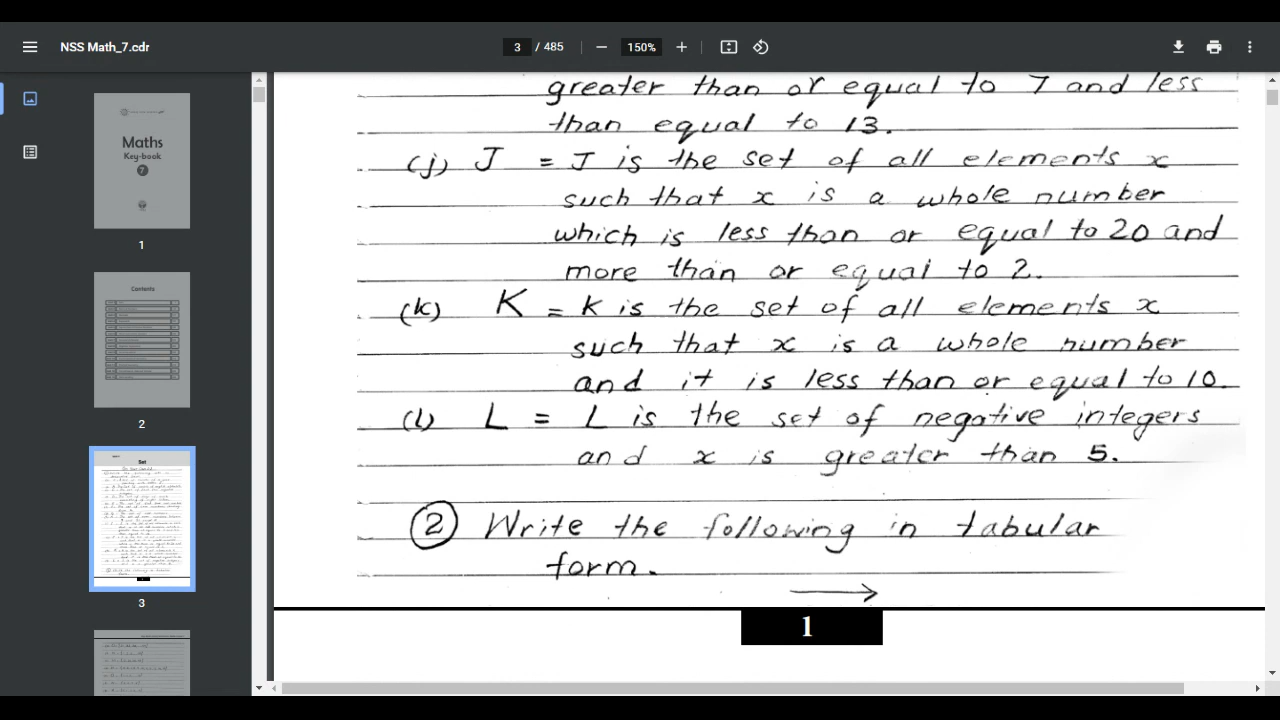 NSS Math_7.cdr
3 / 485
150%
Maths
Key-book
7
1
Contents
2
Set
3
greater than or equal to 7 and less
than equal to 13.
(j) J = J is the set of all elements x
such that x is a whole number
which is less than or equal to 20 and
more than or equal to 2.
(k) K = K is the set of all elements x
such that x is a whole number
and it is less than or equal to 10.
(l) L = L is the set of negative integers
and x is greater than 5.
2 Write the following in tabular
form.
1